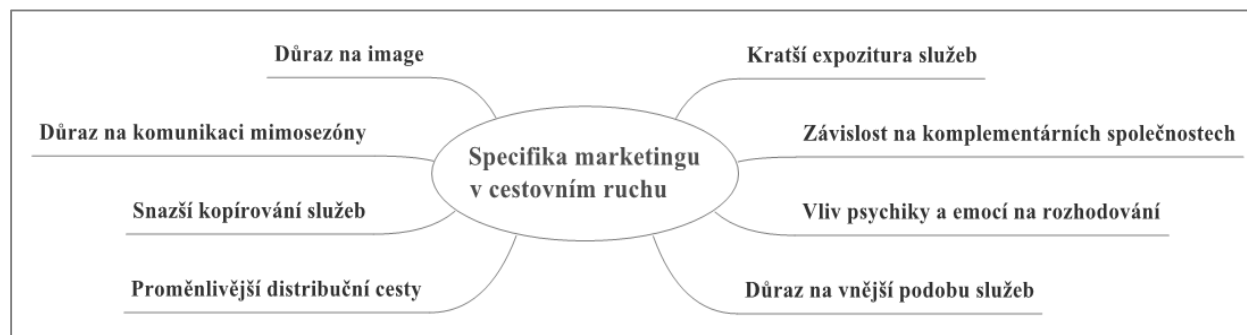 Důraz na image
Kratší expozitura služeb
Důraz na komunikaci mimosezóny
Závislost na komplementárních společnostech
Specifika marketingu
v cestovním ruchu
Snazší kopírování služeb
Vliv psychiky a emocí na rozhodování
Proměnlivější distribuční cesty
Důraz na vnější podobu služeb